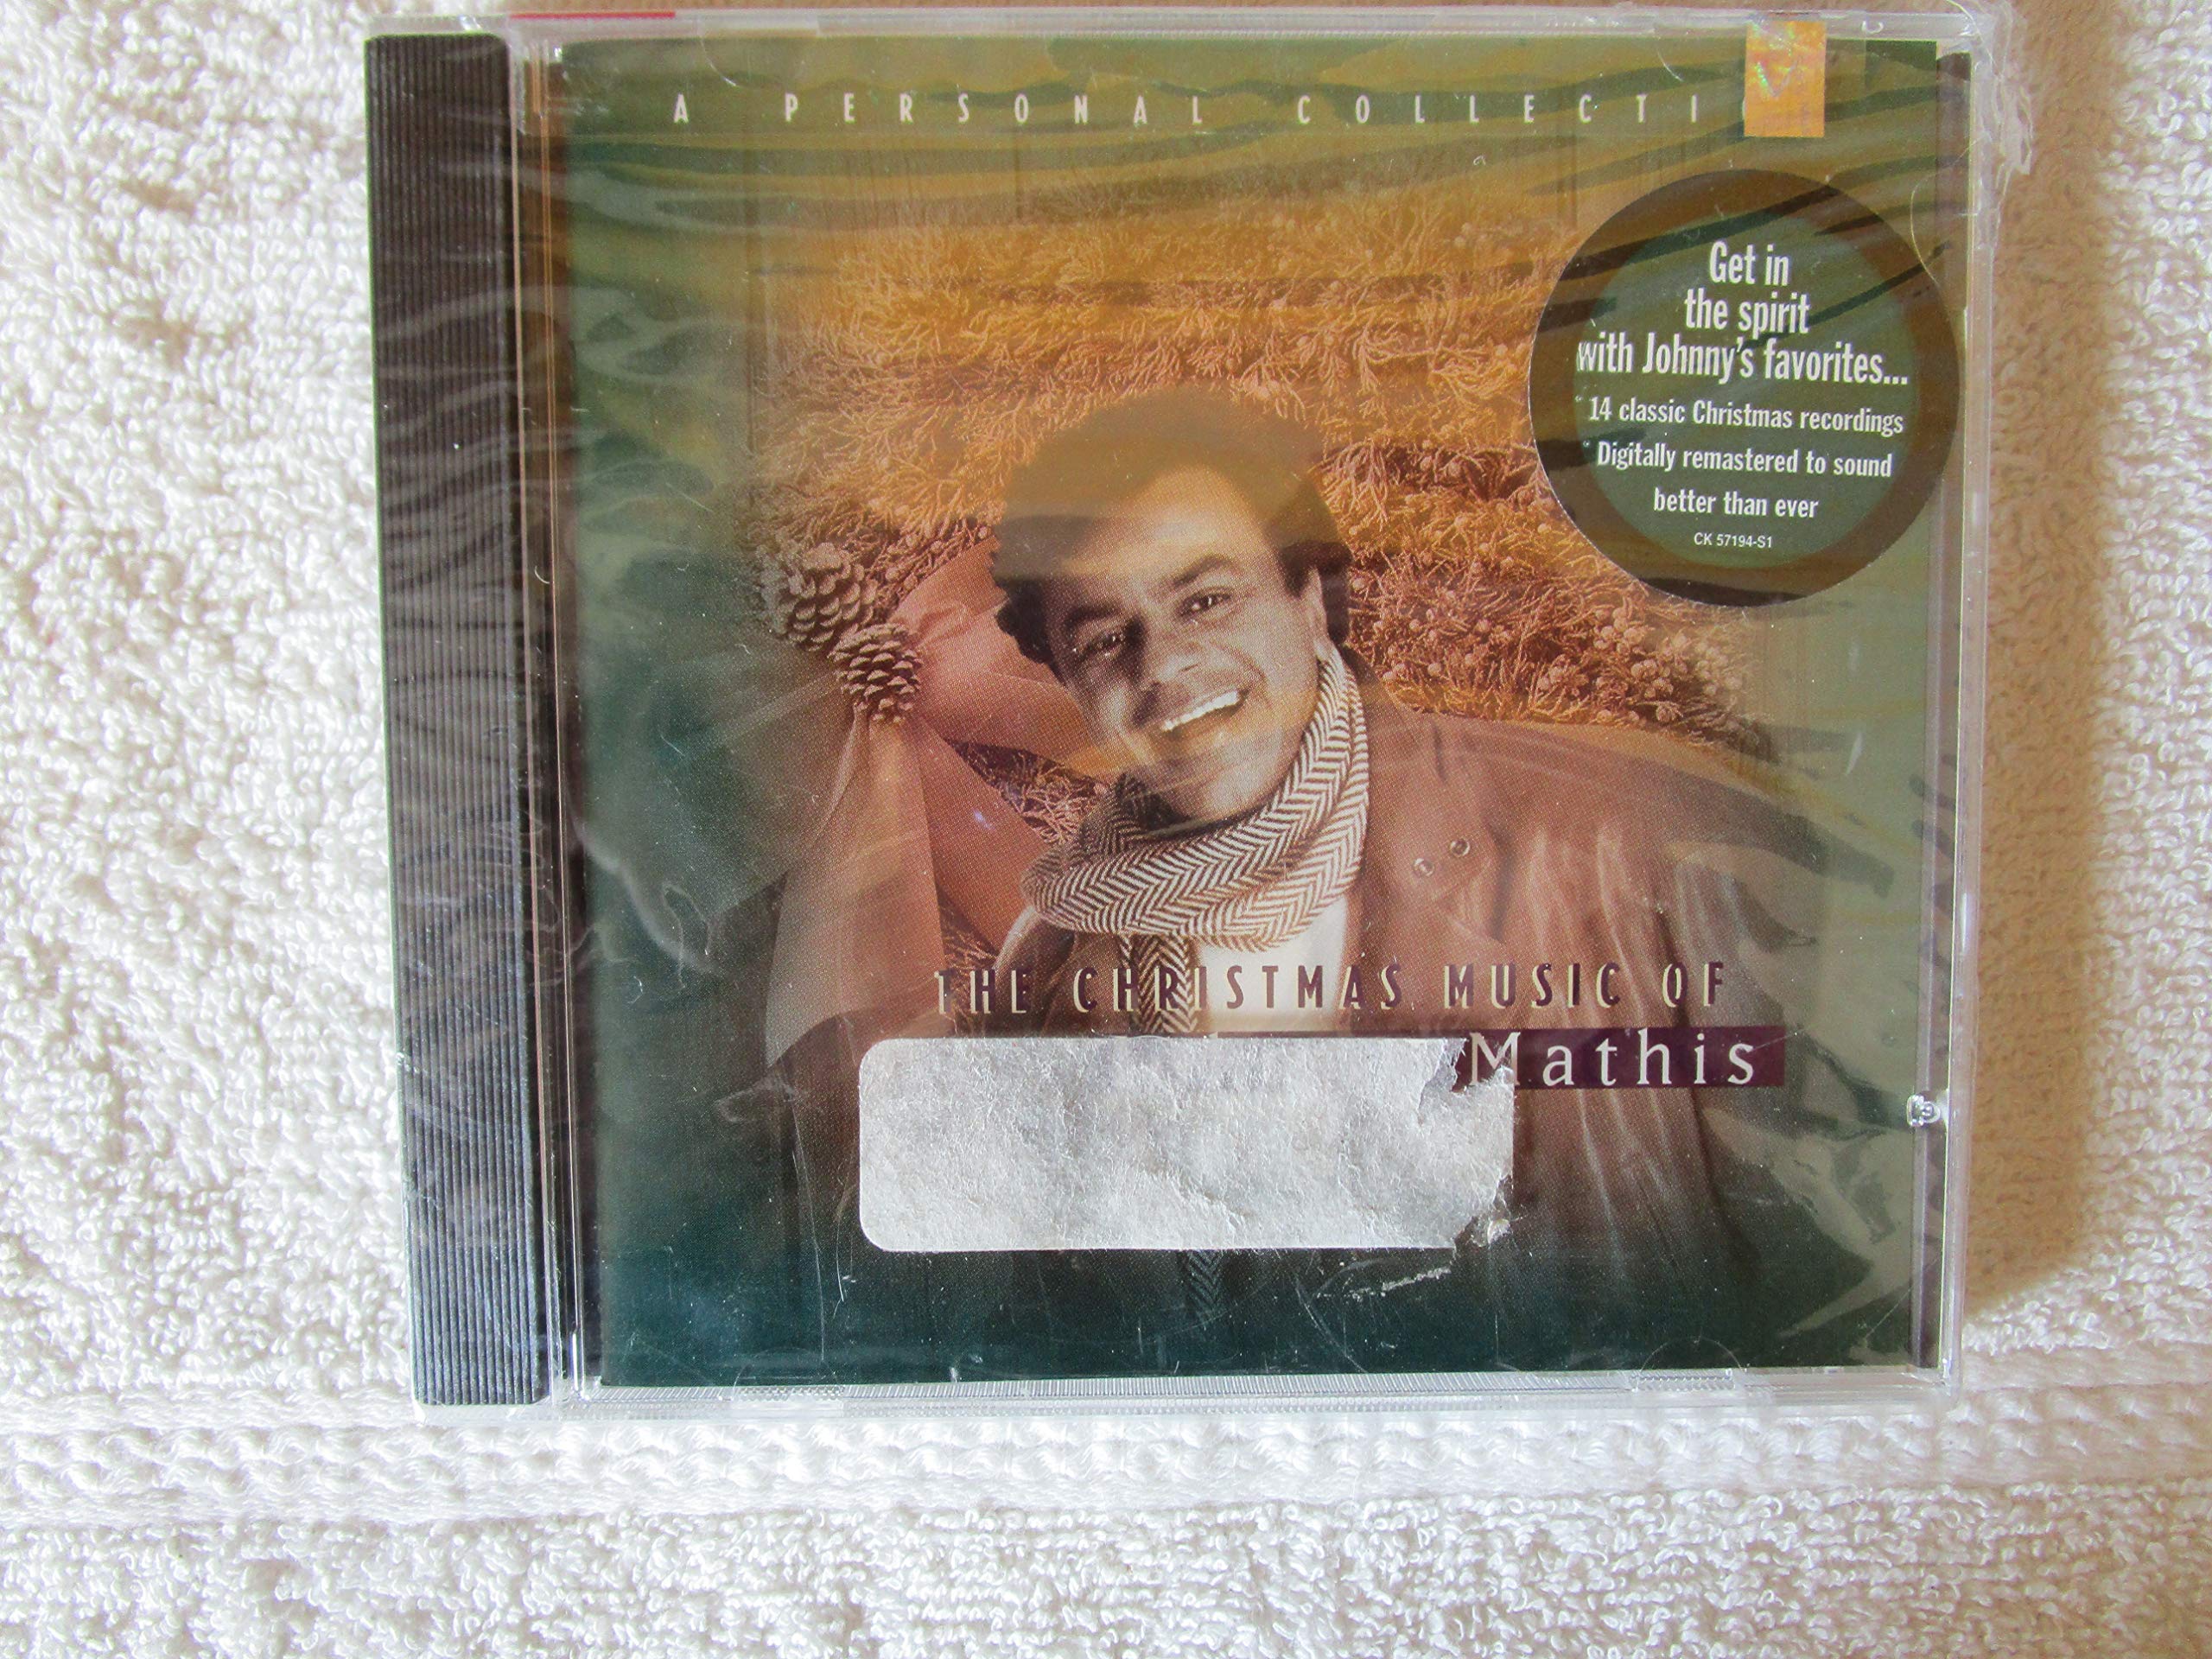 A PERSONAL COLLECTI
Get in
the spirit
with Johnny's favorites...
14 classic Christmas recordings
Digitally remastered to sound
better than ever
CK 57194-S1
THE CHRISTMAS MUSIC OF
Mathis